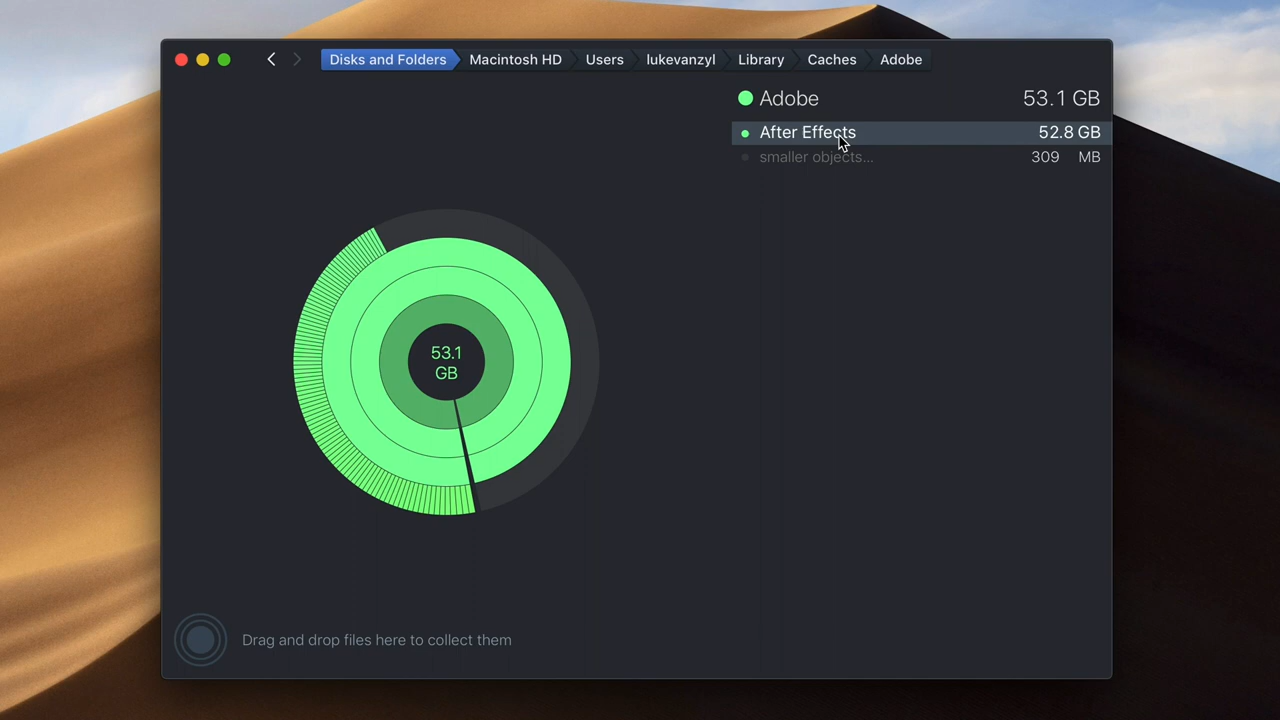 Disks and Folders Macintosh HD Users lukevanzyl Library Caches Adobe
Adobe 53.1 GB
After Effects 52.8 GB
smaller objects... 309 MB
53.1
GB
Drag and drop files here to collect them